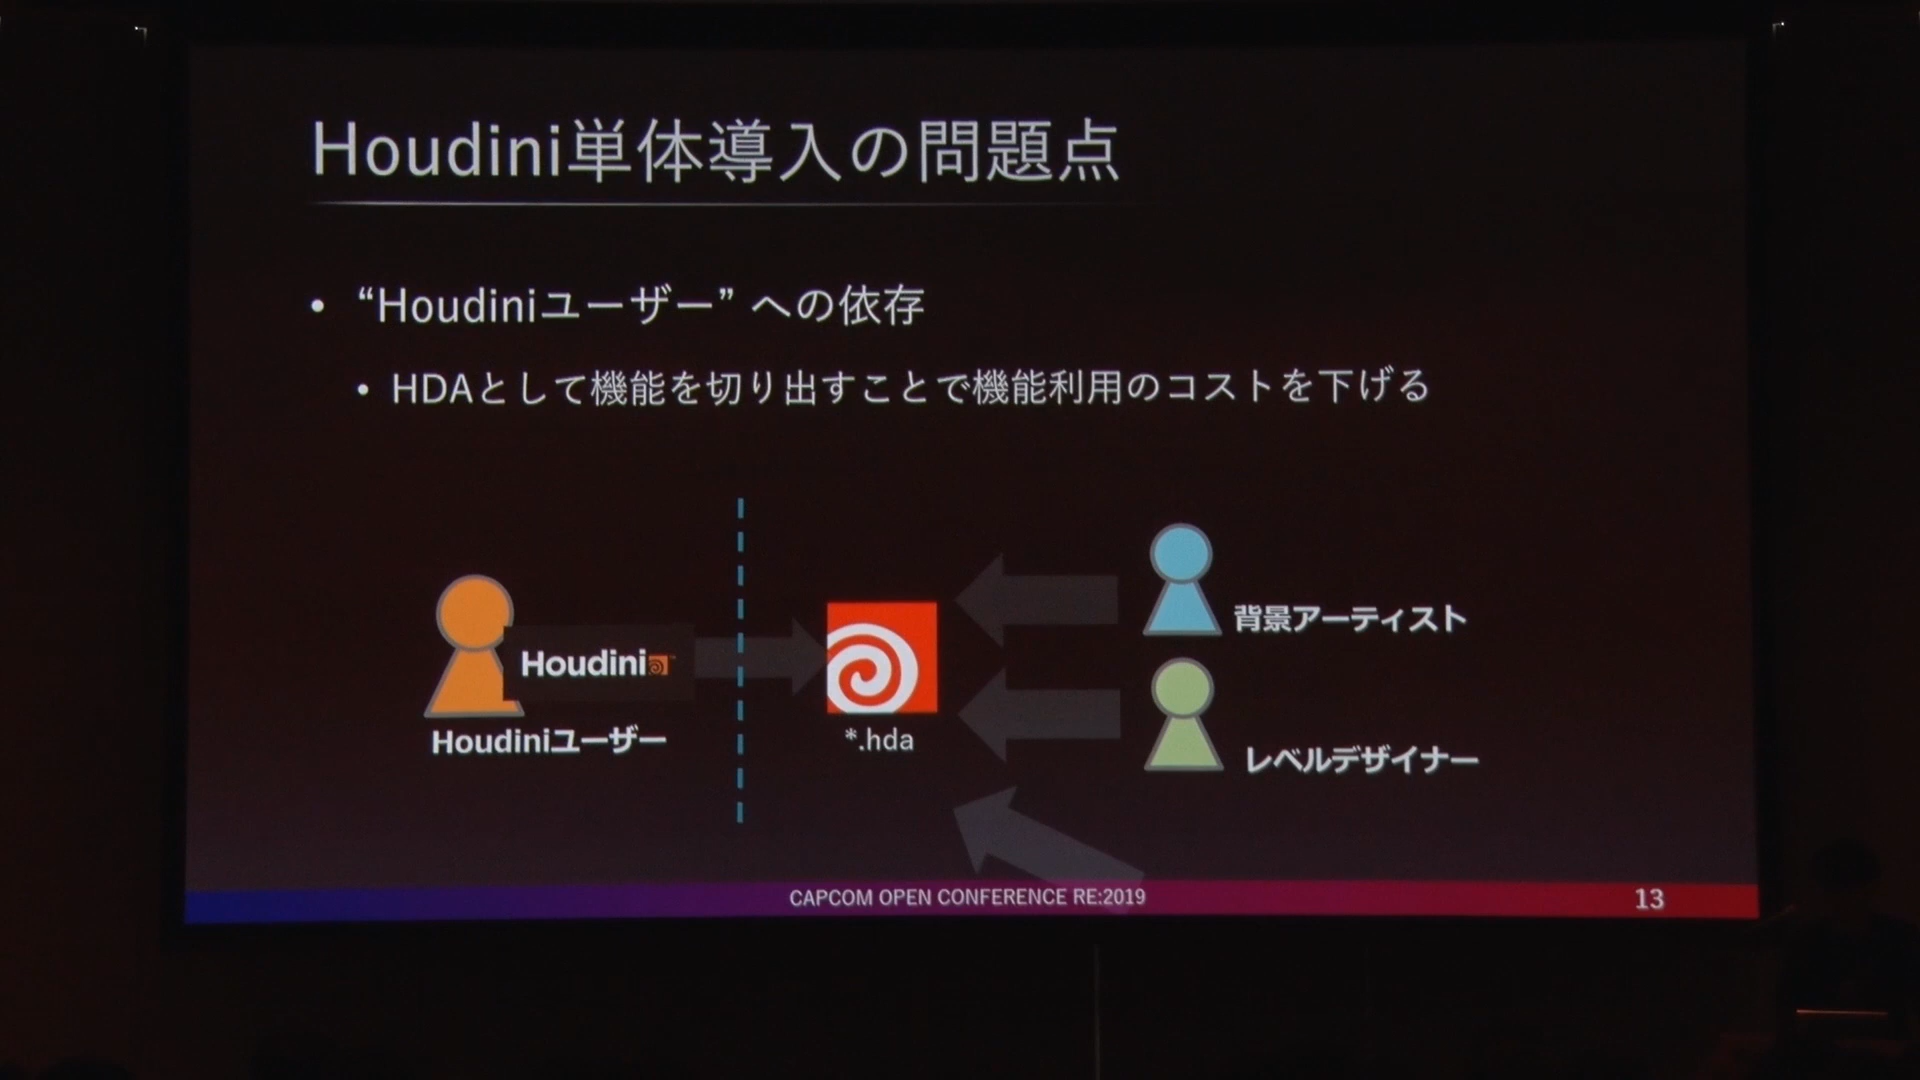 Houdini単体導入の問題点
• “Houdiniユーザー” への依存
• HDAとして機能を切り出すことで機能利用のコストを下げる
背景アーティスト
Houdini
Houdiniユーザー
*.hda
レベルデザイナー
CAPCOM OPEN CONFERENCE RE:2019
13